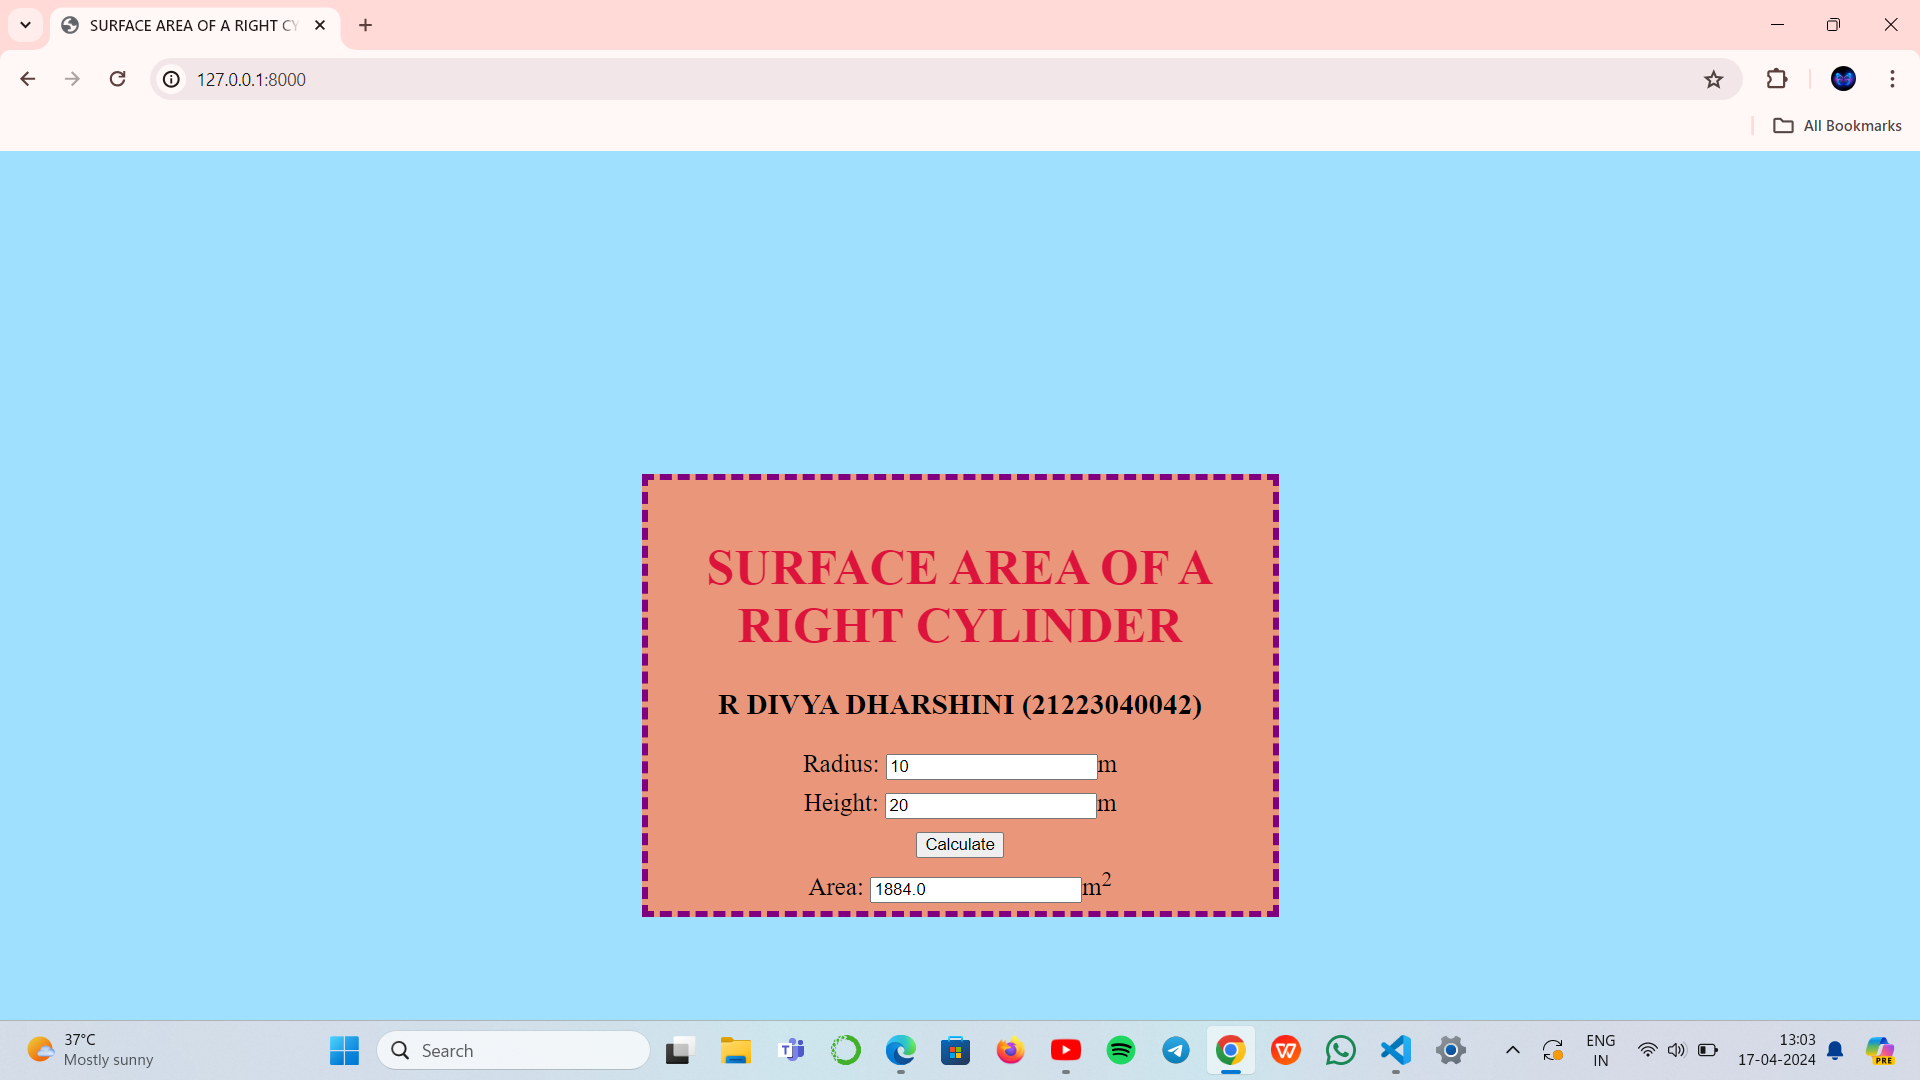 SURFACE AREA OF A RIGHT CY
127.0.0.1:8000
All Bookmarks
SURFACE AREA OF A
RIGHT CYLINDER
R DIVYA DHARSHINI (21223040042)
Radius: 10 m
Height: 20 m
Calculate
Area: 1884.0 m2
37°C
Mostly sunny
Search
ENG
IN
13:03
17-04-2024
PRE